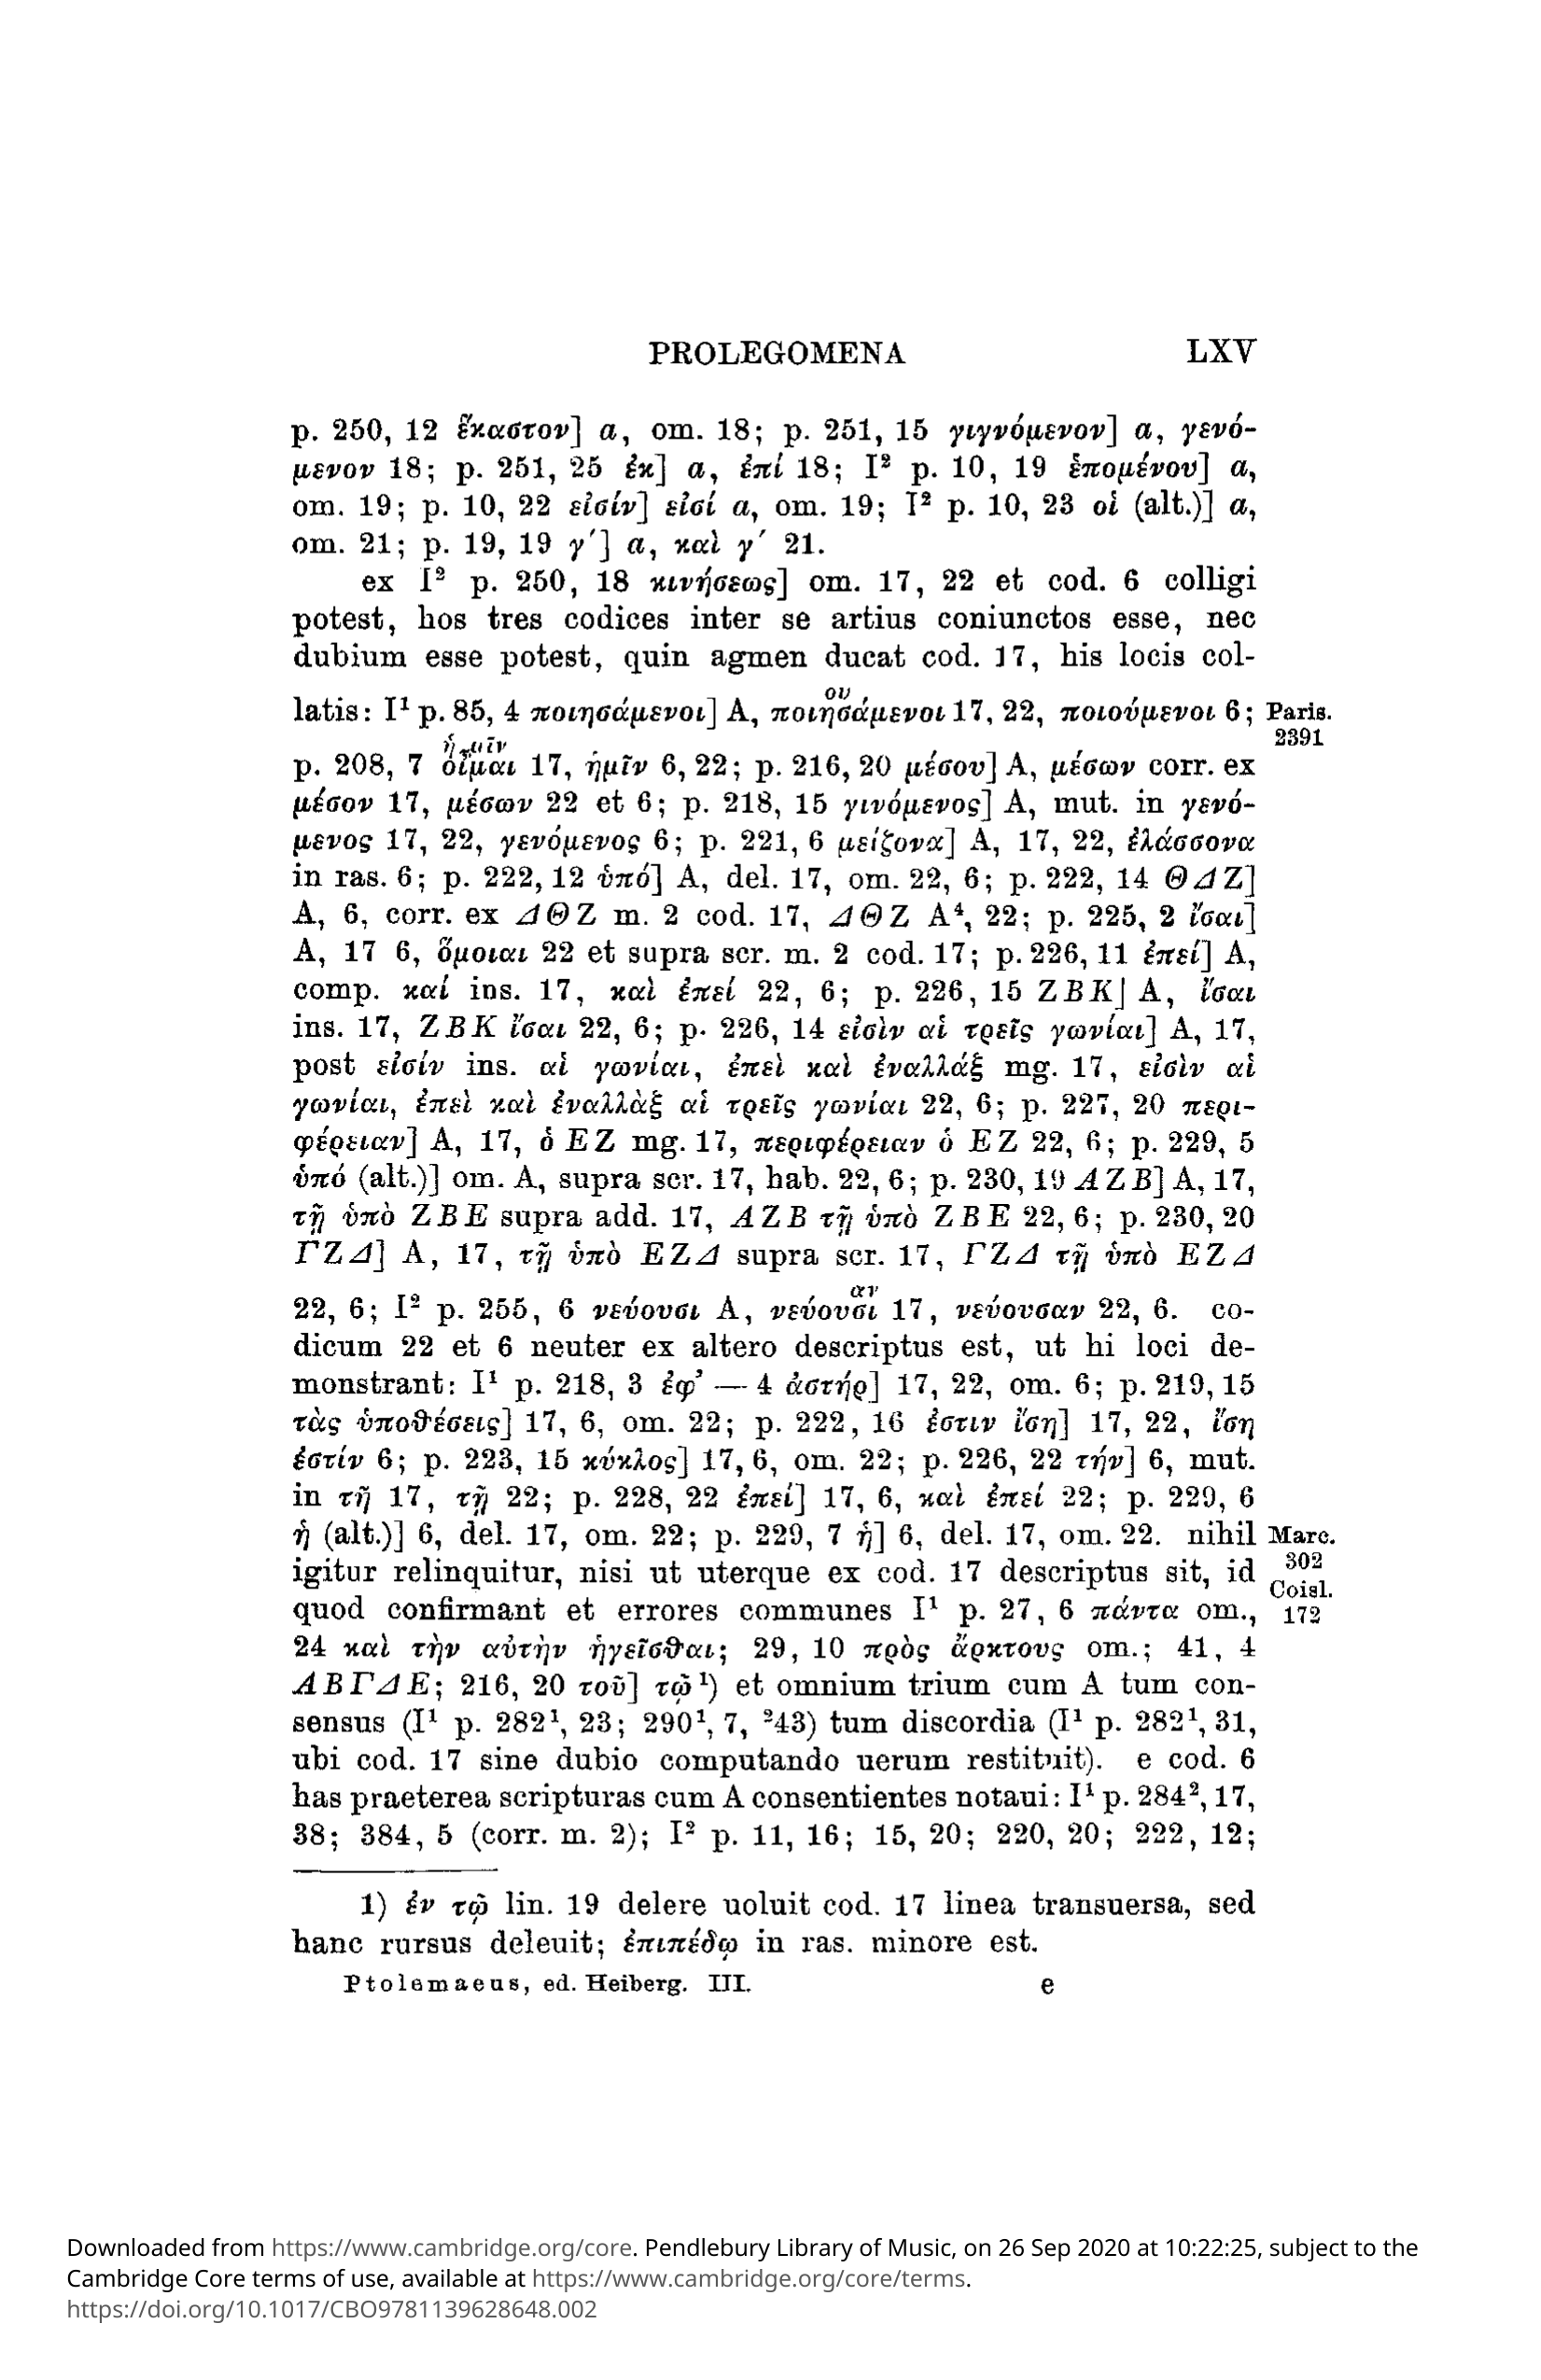 PROLEGOMENA LXV
p. 250, 12 ἕκαστον] a, om. 18; p. 251, 15 γιγνόμενον] a, γενό-
μενον 18; p. 251, 25 ἐκ] a, ἐπί 18; I² p. 10, 19 ἑπομένου] a,
om. 19; p. 10, 22 εἰσίν] εἰσί a, om. 19; I² p. 10, 23 οἱ (alt.)] a,
om. 21; p. 19, 19 γ′] a, καὶ γ′ 21.
ex I² p. 250, 18 κινήσεως] om. 17, 22 et cod. 6 colligi
potest, hos tres codices inter se artius coniunctos esse, nec
dubium esse potest, quin agmen ducat cod. 17, his locis col-
ου
latis: I¹ p. 85, 4 ποιησάμενοι] A, ποιησάμενοι 17, 22, ποιούμενοι 6; Paris.
2391
ἡμῖν
p. 208, 7 οἶμαι 17, ἡμῖν 6, 22; p. 216, 20 μέσου] A, μέσων corr. ex
μέσον 17, μέσων 22 et 6; p. 218, 15 γινόμενος] A, mut. in γενό-
μενος 17, 22, γενόμενος 6; p. 221, 6 μείζονα] A, 17, 22, ἐλάσσονα
in ras. 6; p. 222, 12 ὑπό] A, del. 17, om. 22, 6; p. 222, 14 ΘΔΖ]
A, 6, corr. ex ΔΘΖ m. 2 cod. 17, ΔΘΖ A⁴, 22; p. 225, 2 ἴσαι]
A, 17 6, ὅμοιαι 22 et supra scr. m. 2 cod. 17; p. 226, 11 ἐπεί] A,
comp. καί ins. 17, καὶ ἐπεί 22, 6; p. 226, 15 ΖΒΚ] A, ἴσαι
ins. 17, ΖΒΚ ἴσαι 22, 6; p. 226, 14 εἰσὶν αἱ τρεῖς γωνίαι] A, 17,
post εἰσίν ins. αἱ γωνίαι, ἐπεὶ καὶ ἐναλλάξ mg. 17, εἰσὶν αἱ
γωνίαι, ἐπεὶ καὶ ἐναλλὰξ αἱ τρεῖς γωνίαι 22, 6; p. 227, 20 περι-
φέρειαν] A, 17, ὁ ΕΖ mg. 17, περιφέρειαν ὁ ΕΖ 22, 6; p. 229, 5
ὑπό (alt.)] om. A, supra scr. 17, hab. 22, 6; p. 230, 19 ΑΖΒ] A, 17,
τῇ ὑπὸ ΖΒΕ supra add. 17, ΑΖΒ τῇ ὑπὸ ΖΒΕ 22, 6; p. 230, 20
ΓΖΔ] A, 17, τῇ ὑπὸ ΕΖΔ supra scr. 17, ΓΖΔ τῇ ὑπὸ ΕΖΔ
αν
22, 6; I² p. 255, 6 νεύουσι A, νεύουσι 17, νεύουσαν 22, 6. co-
dicum 22 et 6 neuter ex altero descriptus est, ut hi loci de-
monstrant: I¹ p. 218, 3 ἐφ’ — 4 ἀστήρ] 17, 22, om. 6; p. 219, 15
τὰς ὑποθέσεις] 17, 6, om. 22; p. 222, 16 ἐστιν ἴση] 17, 22, ἴση
ἐστίν 6; p. 223, 15 κύκλος] 17, 6, om. 22; p. 226, 22 τήν] 6, mut.
in τῇ 17, τῇ 22; p. 228, 22 ἐπεί] 17, 6, καὶ ἐπεί 22; p. 229, 6
ἡ (alt.)] 6, del. 17, om. 22; p. 229, 7 ἡ] 6, del. 17, om. 22. nihil Marc.
302
igitur relinquitur, nisi ut uterque ex cod. 17 descriptus sit, id
Coisl.
quod confirmant et errores communes I¹ p. 27, 6 πάντα om., 172
24 καὶ τὴν αὐτὴν ἡγεῖσθαι; 29, 10 πρὸς ἄρκτους om.; 41, 4
ΑΒΓΔΕ; 216, 20 τοῦ] τῷ ¹) et omnium trium cum A tum con-
sensus (I¹ p. 282¹, 23; 290¹, 7, ²43) tum discordia (I¹ p. 282¹, 31,
ubi cod. 17 sine dubio computando uerum restituit). e cod. 6
has praeterea scripturas cum A consentientes notaui: I¹ p. 284², 17,
38; 384, 5 (corr. m. 2); I² p. 11, 16; 15, 20; 220, 20; 222, 12;
1) ἐν τῷ lin. 19 delere uoluit cod. 17 linea transuersa, sed
hanc rursus deleuit; ἐπιπέδῳ in ras. minore est.
Ptolemaeus, ed. Heiberg. III. e
Downloaded from https://www.cambridge.org/core. Pendlebury Library of Music, on 26 Sep 2020 at 10:22:25, subject to the
Cambridge Core terms of use, available at https://www.cambridge.org/core/terms.
https://doi.org/10.1017/CBO9781139628648.002